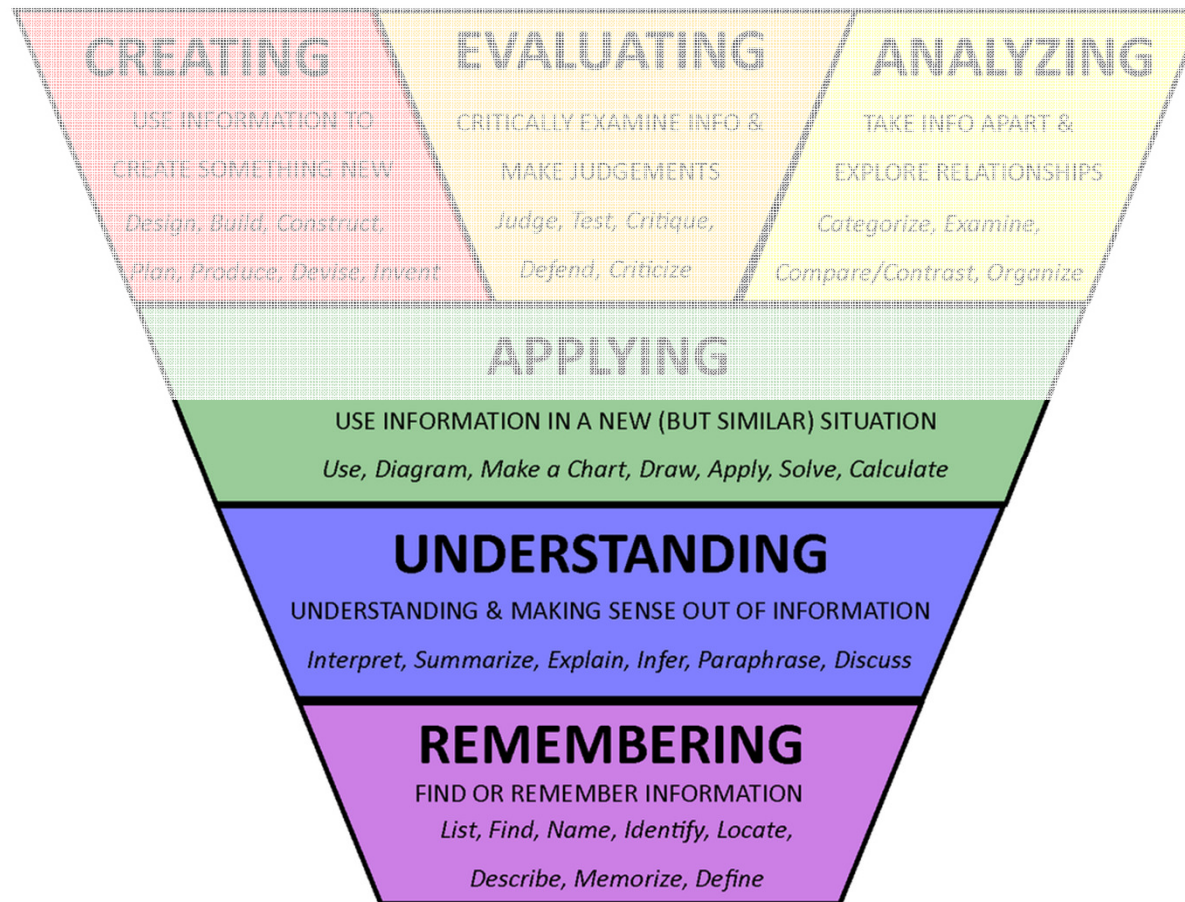 CREATING
USE INFORMATION TO
CREATE SOMETHING NEW
Design, Build, Construct,
Plan, Produce, Devise, Invent
EVALUATING
CRITICALLY EXAMINE INFO &
MAKE JUDGEMENTS
Judge, Test, Critique,
Defend, Criticize
ANALYZING
TAKE INFO APART &
EXPLORE RELATIONSHIPS
Categorize, Examine,
Compare/Contrast, Organize
APPLYING
USE INFORMATION IN A NEW (BUT SIMILAR) SITUATION
Use, Diagram, Make a Chart, Draw, Apply, Solve, Calculate
UNDERSTANDING
UNDERSTANDING & MAKING SENSE OUT OF INFORMATION
Interpret, Summarize, Explain, Infer, Paraphrase, Discuss
REMEMBERING
FIND OR REMEMBER INFORMATION
List, Find, Name, Identify, Locate,
Describe, Memorize, Define